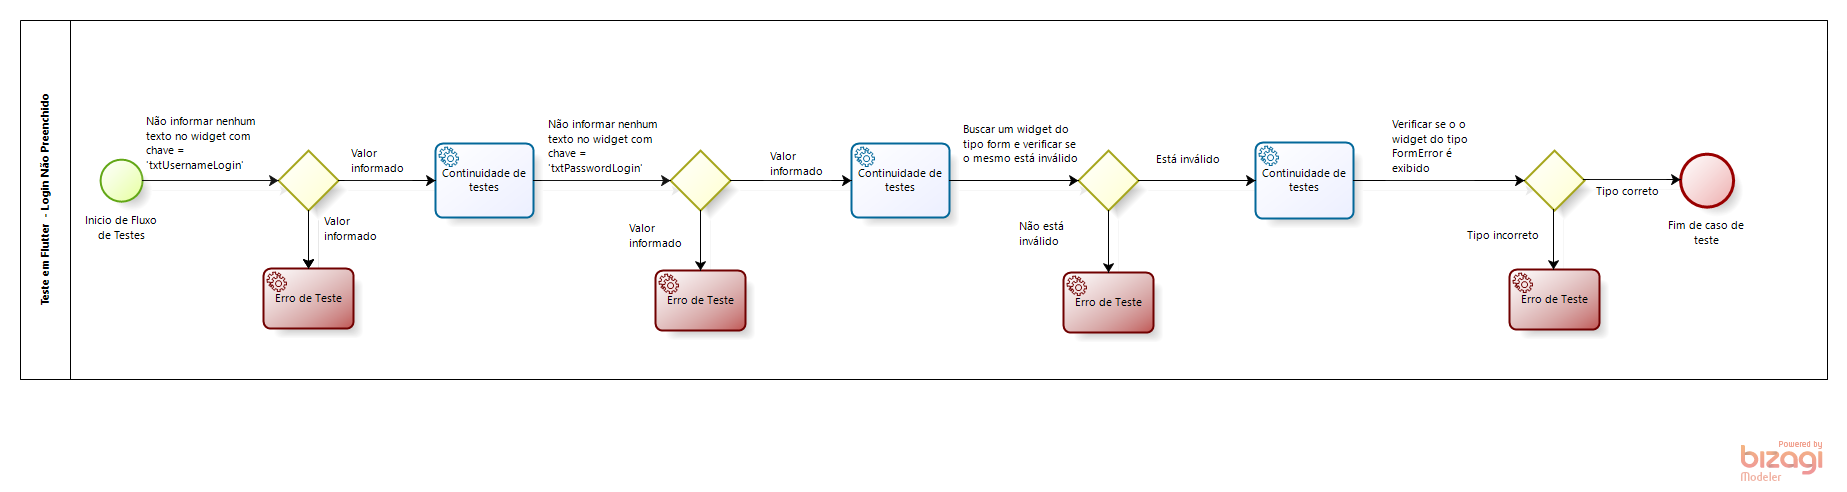 Teste em Flutter - Login Não Preenchido
Não informar nenhum
texto no widget com
chave =
'txtUsernameLogin'
Inicio de Fluxo
de Testes
Valor
informado
Valor
informado
Erro de Teste
Continuidade de
testes
Não informar nenhum
texto no widget com
chave =
'txtPasswordLogin'
Valor
informado
Valor
informado
Erro de Teste
Continuidade de
testes
Buscar um widget do
tipo form e verificar se
o mesmo está inválido
Está inválido
Não está
inválido
Erro de Teste
Continuidade de
testes
Verificar se o o
widget do tipo
FormError é
exibido
Tipo correto
Tipo incorreto
Erro de Teste
Fim de caso de
teste
Powered by
bizagi
Modeler